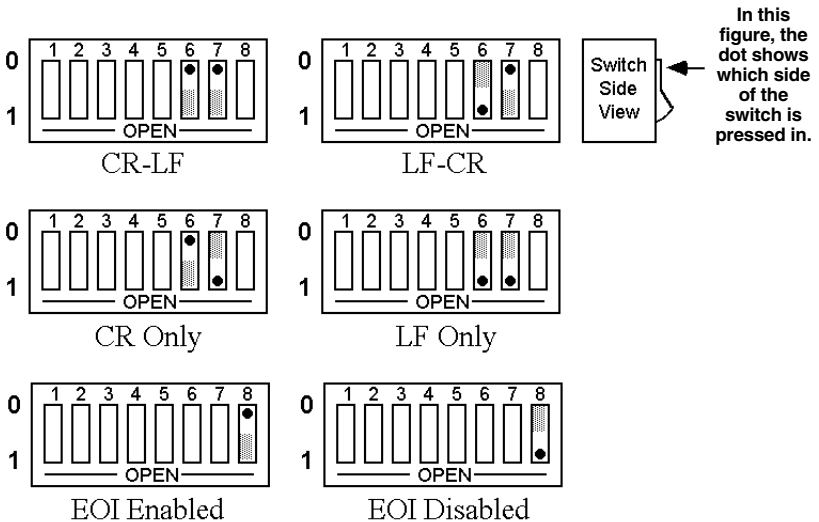 1 2 3 4 5 6 7 8
0
1
OPEN
CR-LF
1 2 3 4 5 6 7 8
0
1
OPEN
LF-CR
Switch
Side
View
In this
figure, the
dot shows
which side
of the
switch is
pressed in.
1 2 3 4 5 6 7 8
0
1
OPEN
CR Only
1 2 3 4 5 6 7 8
0
1
OPEN
LF Only
1 2 3 4 5 6 7 8
0
1
OPEN
EOI Enabled
1 2 3 4 5 6 7 8
0
1
OPEN
EOI Disabled